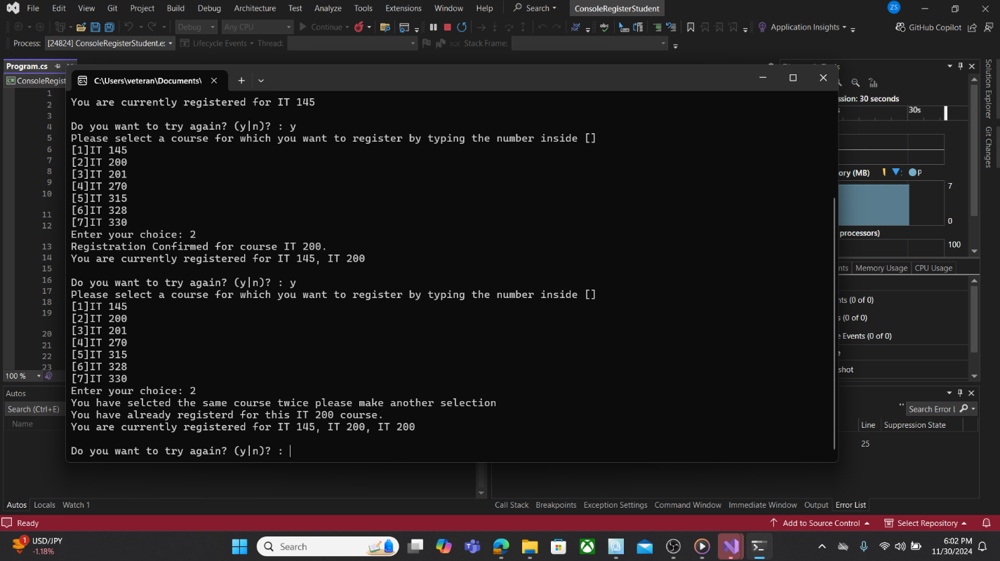 File Edit View Git Project Build Debug Architecture Test Analyze Tools Extensions Window Help Search ConsoleRegisterStudent ZS
Debug Any CPU Continue Application Insights GitHub Copilot
Process: [24824] ConsoleRegisterStudent.e: Lifecycle Events Thread: Stack Frame:
Program.cs
ConsoleRegist
C:\Users\veteran\Documents\
1
2
3
4
5
6
7
8
9
10
11
12
13
14
15
16
17
18
19
20
21
22
23
100 %
You are currently registered for IT 145
Do you want to try again? (y|n)? : y
Please select a course for which you want to register by typing the number inside []
[1]IT 145
[2]IT 200
[3]IT 201
[4]IT 270
[5]IT 315
[6]IT 328
[7]IT 330
Enter your choice: 2
Registration Confirmed for course IT 200.
You are currently registered for IT 145, IT 200
Do you want to try again? (y|n)? : y
Please select a course for which you want to register by typing the number inside []
[1]IT 145
[2]IT 200
[3]IT 201
[4]IT 270
[5]IT 315
[6]IT 328
[7]IT 330
Enter your choice: 2
You have selcted the same course twice please make another selection
You have already registerd for this IT 200 course.
You are currently registered for IT 145, IT 200, IT 200
Do you want to try again? (y|n)? :
ssion: 30 seconds
30s
ory (MB) P
7
0
processors)
100
nts Memory Usage CPU Usage
nts (0 of 0)
s (0 of 0)
e Events (0 of 0)
e
shot
Solution Explorer
Git Changes
Autos
Search (Ctrl+E)
Name
Search Error L
Line Suppression State
25
Autos Locals Watch 1
Call Stack Breakpoints Exception Settings Command Window Immediate Window Output Error List
Ready Add to Source Control Select Repository
1 USD/JPY
-1.18%
Search
6:02 PM
11/30/2024